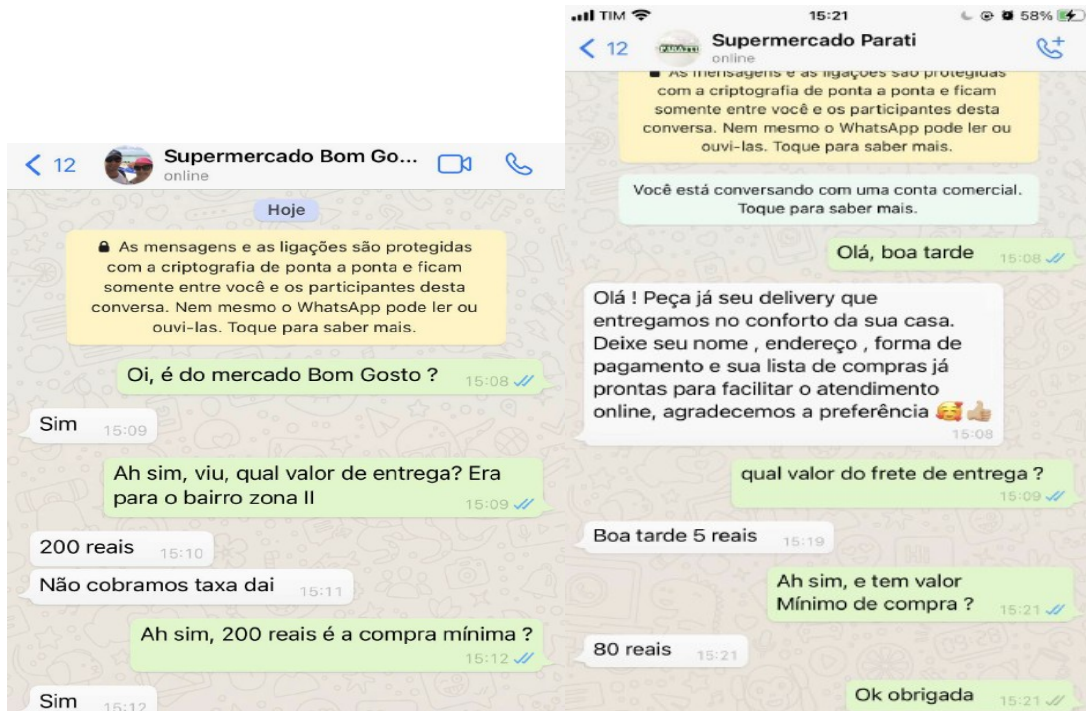 12
Supermercado Bom Go...
online
Hoje
As mensagens e as ligações são protegidas
com a criptografia de ponta a ponta e ficam
somente entre você e os participantes desta
conversa. Nem mesmo o WhatsApp pode ler ou
ouvi-las. Toque para saber mais.
Oi, é do mercado Bom Gosto ? 15:08
Sim 15:09
Ah sim, viu, qual valor de entrega? Era
para o bairro zona II 15:09
200 reais 15:10
Não cobramos taxa dai 15:11
Ah sim, 200 reais é a compra mínima ?
15:12
Sim 15:12
TIM 15:21 58%
12
Supermercado Parati
online
As mensagens e as ligações são protegidas
com a criptografia de ponta a ponta e ficam
somente entre você e os participantes desta
conversa. Nem mesmo o WhatsApp pode ler ou
ouvi-las. Toque para saber mais.
Você está conversando com uma conta comercial.
Toque para saber mais.
Olá, boa tarde 15:08
Olá ! Peça já seu delivery que
entregamos no conforto da sua casa.
Deixe seu nome , endereço , forma de
pagamento e sua lista de compras já
prontas para facilitar o atendimento
online, agradecemos a preferência 🥰👍🏼
15:08
qual valor do frete de entrega ?
15:09
Boa tarde 5 reais 15:19
Ah sim, e tem valor
Mínimo de compra ? 15:21
80 reais 15:21
Ok obrigada 15:21